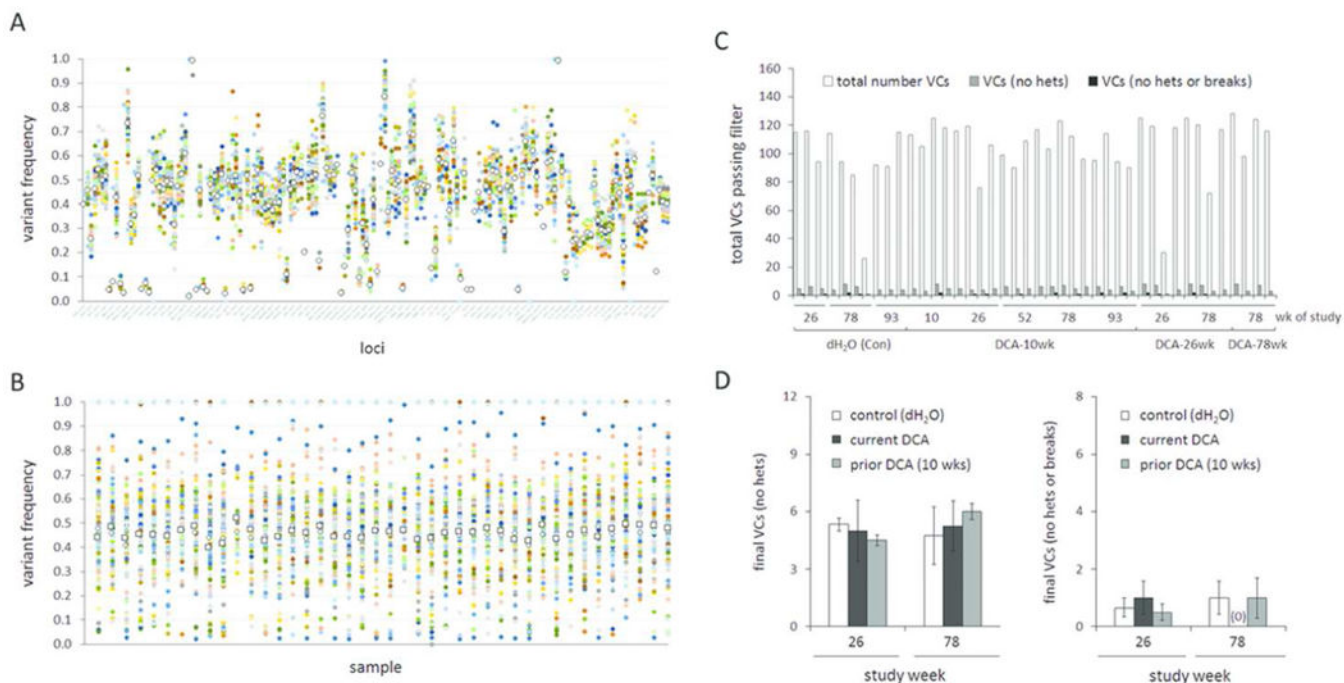 A
1.0
0.9
0.8
0.7
0.6
0.5
0.4
0.3
0.2
0.1
0.0
variant frequency
loci
B
1.0
0.9
0.8
0.7
0.6
0.5
0.4
0.3
0.2
0.1
0.0
variant frequency
sample
C
160
140
120
100
80
60
40
20
0
total VCs passing filter
total number VCs VCs (no hets) VCs (no hets or breaks)
26 78 93 10 26 52 78 93 26 78 78 wk of study
dH₂O (Con) DCA-10wk DCA-26wk DCA-78wk
D
12
9
6
3
0
final VCs (no hets)
control (dH₂O)
current DCA
prior DCA (10 wks)
26 78
study week
8
6
4
2
0
final VCs (no hets or breaks)
control (dH₂O)
current DCA
prior DCA (10 wks)
(0)
26 78
study week